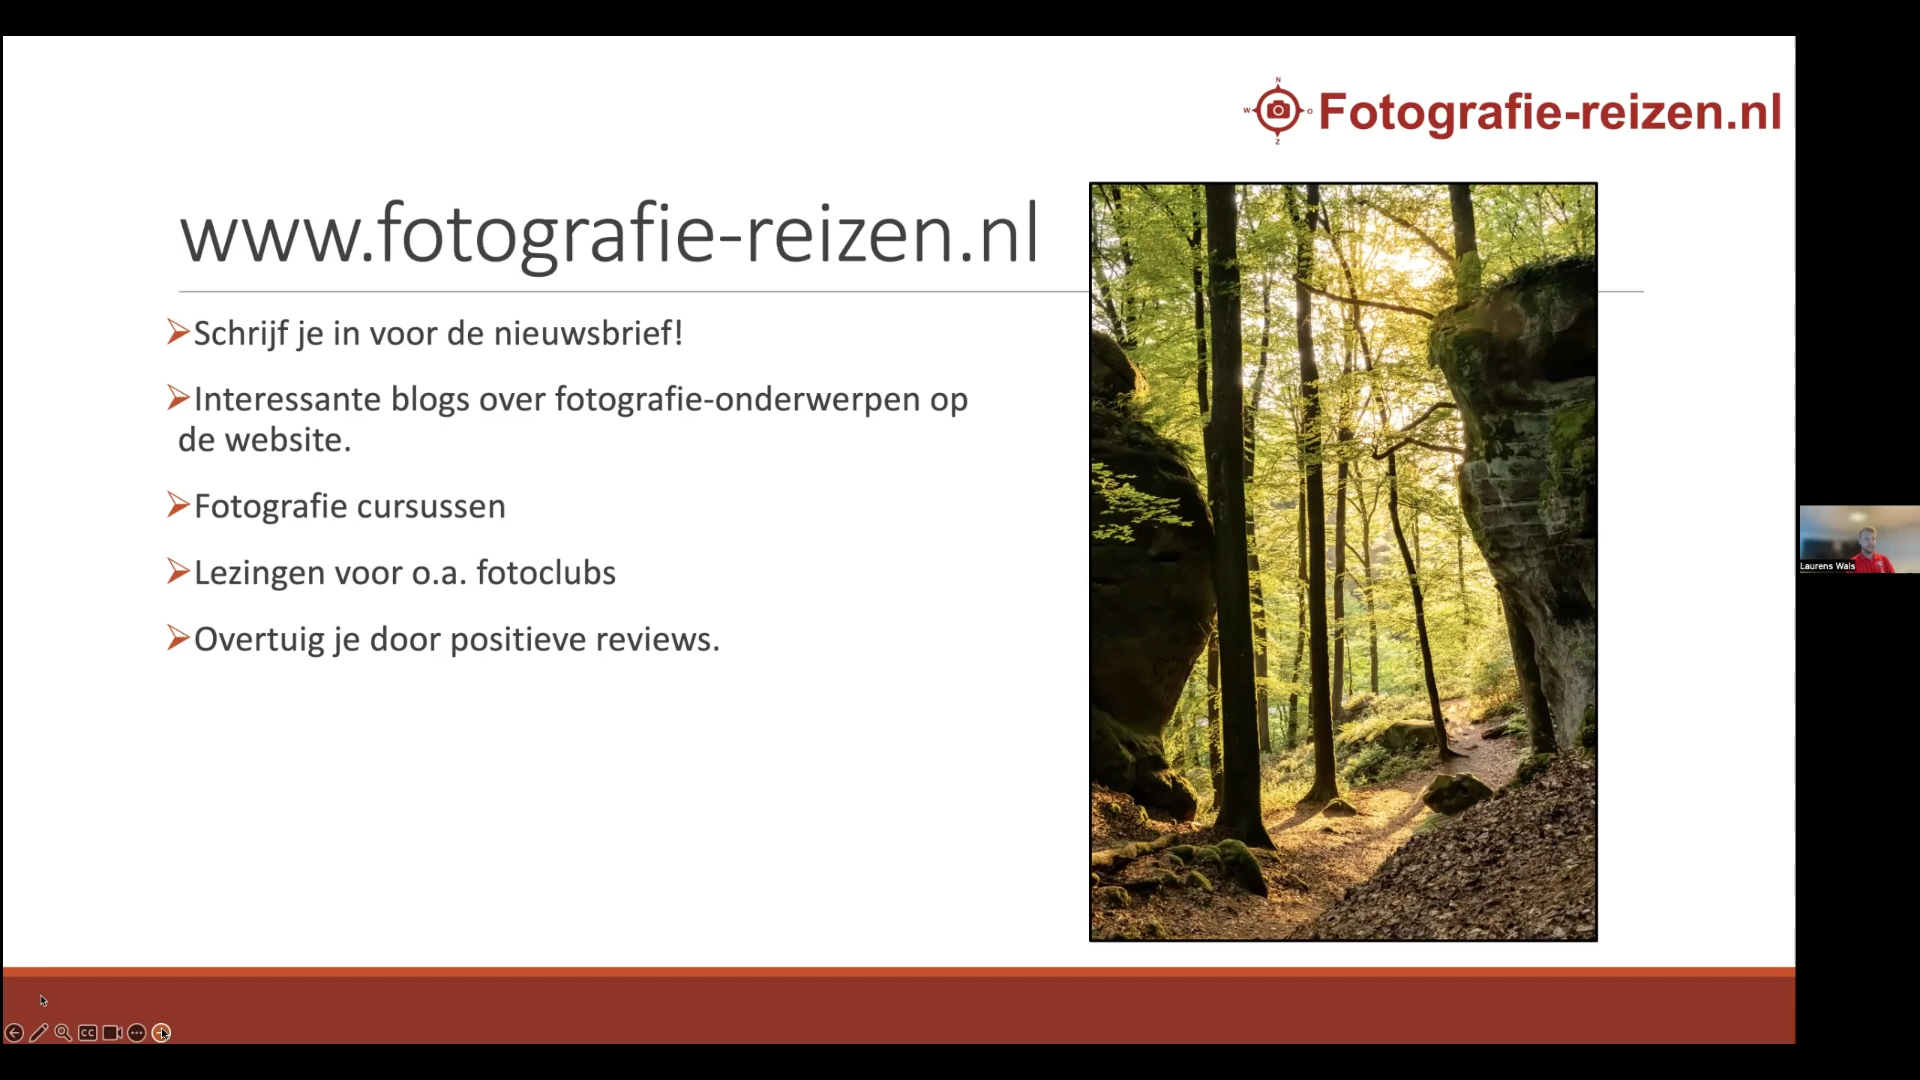 N
W
O
Z
Fotografie-reizen.nl
www.fotografie-reizen.nl
Schrijf je in voor de nieuwsbrief!
Interessante blogs over fotografie-onderwerpen op
de website.
Fotografie cursussen
Lezingen voor o.a. fotoclubs
Overtuig je door positieve reviews.
Laurens Wals
CC